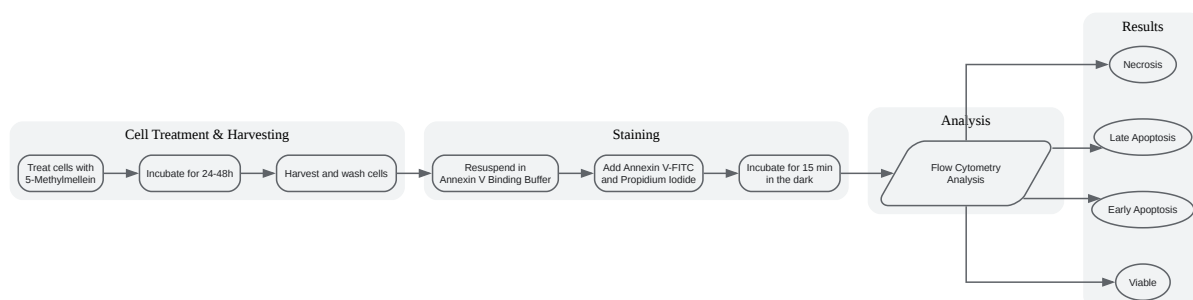 Cell Treatment & Harvesting
Treat cells with
5-Methylmellein
Incubate for 24-48h
Harvest and wash cells
Staining
Resuspend in
Annexin V Binding Buffer
Add Annexin V-FITC
and Propidium Iodide
Incubate for 15 min
in the dark
Analysis
Flow Cytometry
Analysis
Results
Necrosis
Late Apoptosis
Early Apoptosis
Viable